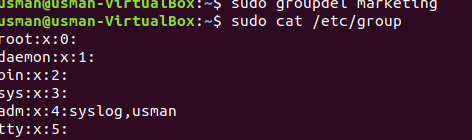 usman@usman-VirtualBox:~$ sudo groupdel marketing
usman@usman-VirtualBox:~$ sudo cat /etc/group
root:x:0:
daemon:x:1:
bin:x:2:
sys:x:3:
adm:x:4:syslog,usman
tty:x:5: